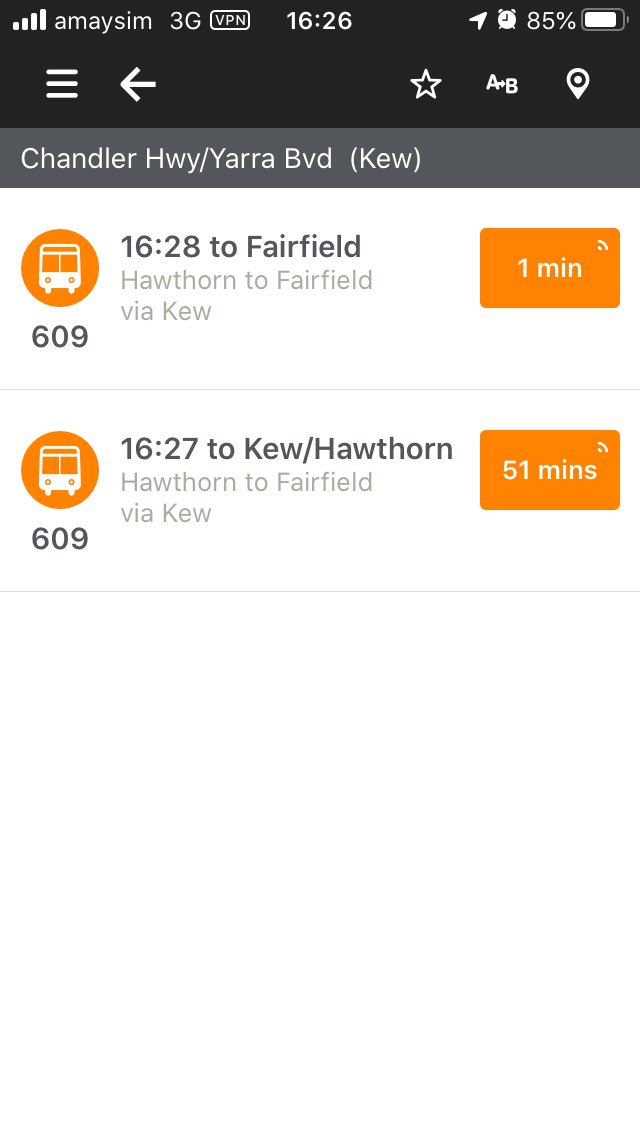 amaysim 3G VPN 16:26 85%
A→B
Chandler Hwy/Yarra Bvd (Kew)
16:28 to Fairfield
Hawthorn to Fairfield
via Kew
1 min
609
16:27 to Kew/Hawthorn
Hawthorn to Fairfield
via Kew
51 mins
609